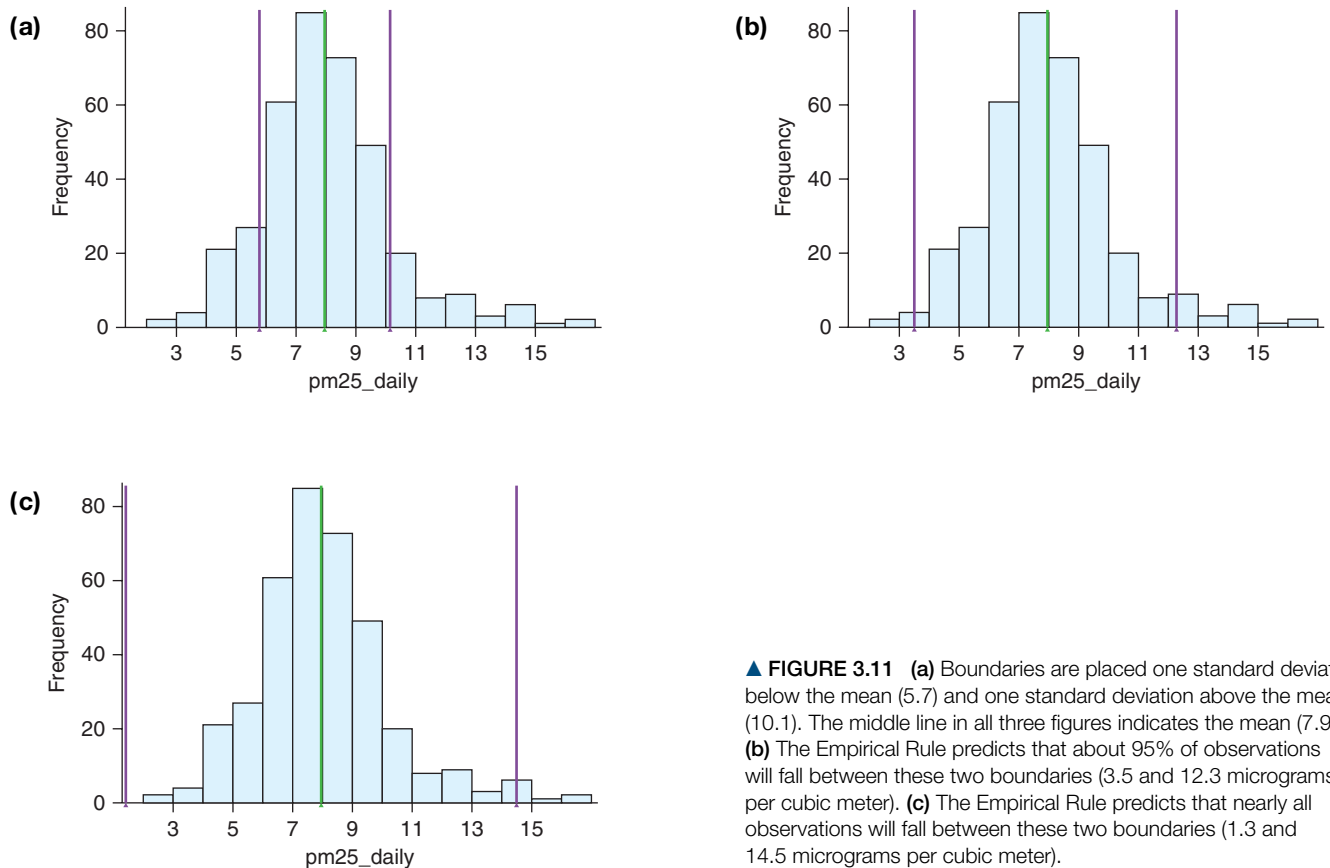 (a)
80
60
40
20
0
Frequency
3 5 7 9 11 13 15
pm25_daily
(b)
80
60
40
20
0
Frequency
3 5 7 9 11 13 15
pm25_daily
(c)
80
60
40
20
0
Frequency
3 5 7 9 11 13 15
pm25_daily
▲ FIGURE 3.11 (a) Boundaries are placed one standard
below the mean (5.7) and one standard deviation above the
(10.1). The middle line in all three figures indicates the mean (7.9
(b) The Empirical Rule predicts that about 95% of observations
will fall between these two boundaries (3.5 and 12.3 micrograms
per cubic meter). (c) The Empirical Rule predicts that nearly all
observations will fall between these two boundaries (1.3 and
14.5 micrograms per cubic meter).